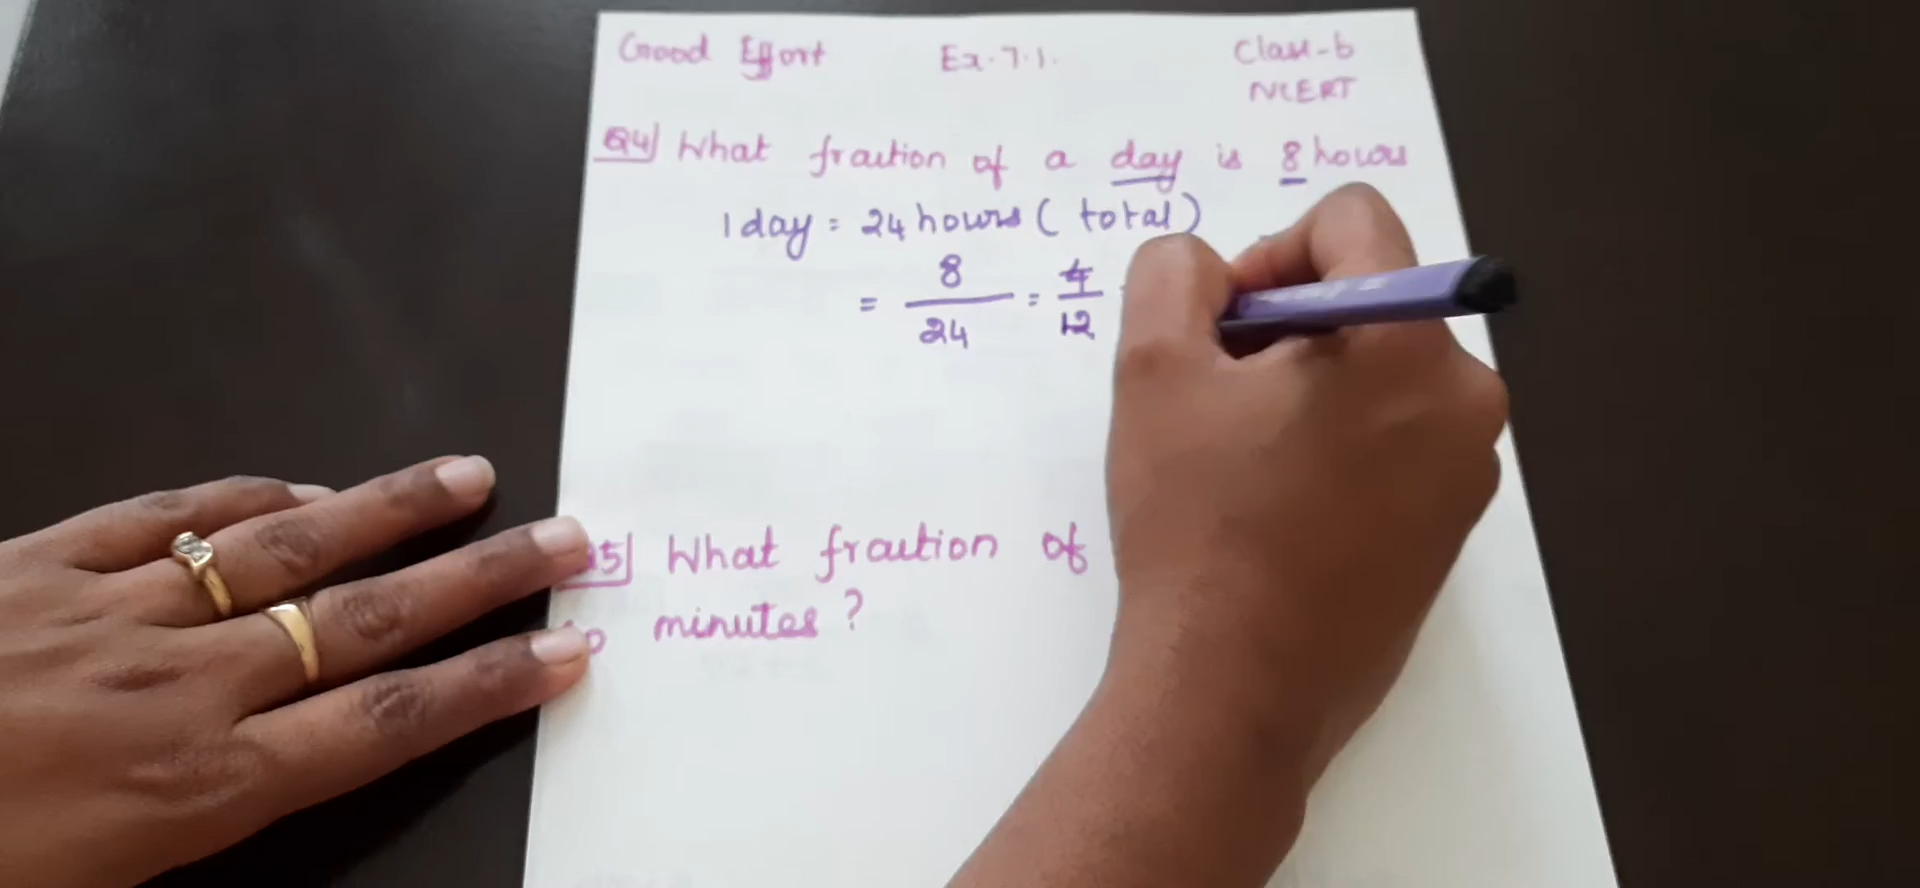 Good Effort Ex.7.1. Class-6
NCERT
Q4] What fraction of a day is 8 hours
1 day = 24 hours ( total )
= 8/24 = 4/12
5] What fraction of
minutes ?